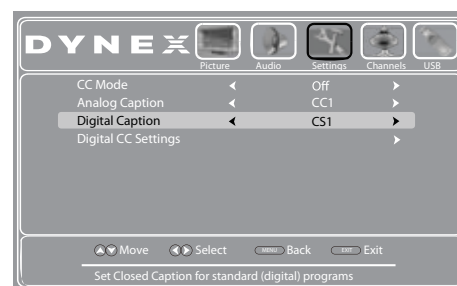 DYNEX
Picture Audio Settings Channels USB
CC Mode Off
Analog Caption CC1
Digital Caption CS1
Digital CC Settings
Move Select MENU Back EXIT Exit
Set Closed Caption for standard (digital) programs